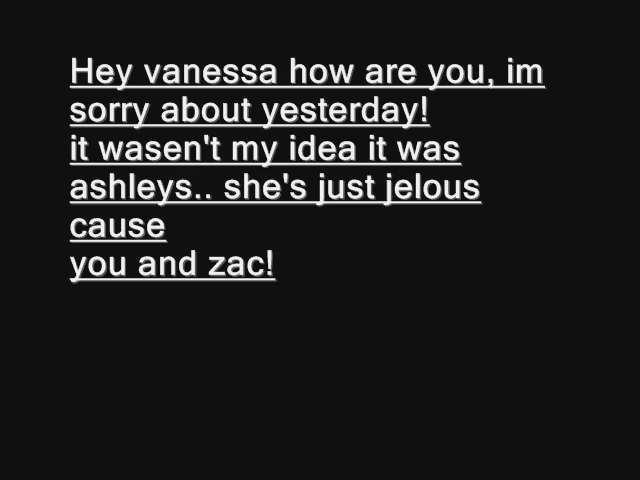 Hey vanessa how are you, im
sorry about yesterday!
it wasen't my idea it was
ashleys.. she's just jelous
cause
you and zac!